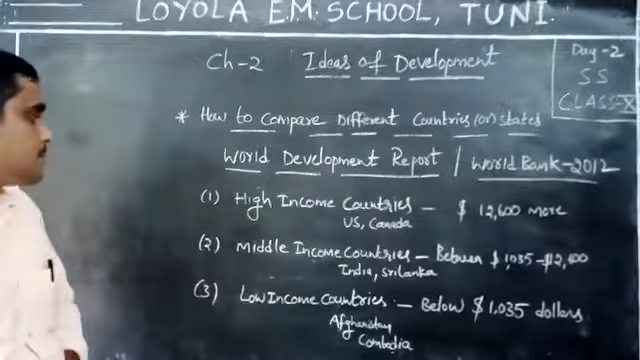 LOYOLA E.M. SCHOOL, TUNI.
Day-2
SS
CLASS-X
Ch-2 Ideas of Development
* How to Compare Different Countries (or) states
World Development Report / World Bank-2012
(1) High Income Countries - $ 12,600 more
US, Canada
(2) Middle Income Countries - Between $1,035-$12,600
India, Srilanka
(3) Low Income Countries - Below $1,035 dollars
Afghanistan
Combodia